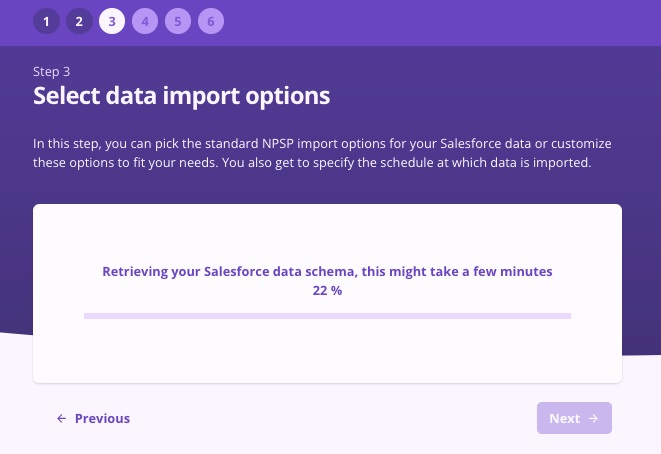 1 2 3 4 5 6
Step 3
Select data import options
In this step, you can pick the standard NPSP import options for your Salesforce data or customize
these options to fit your needs. You also get to specify the schedule at which data is imported.
Retrieving your Salesforce data schema, this might take a few minutes
22 %
← Previous
Next →